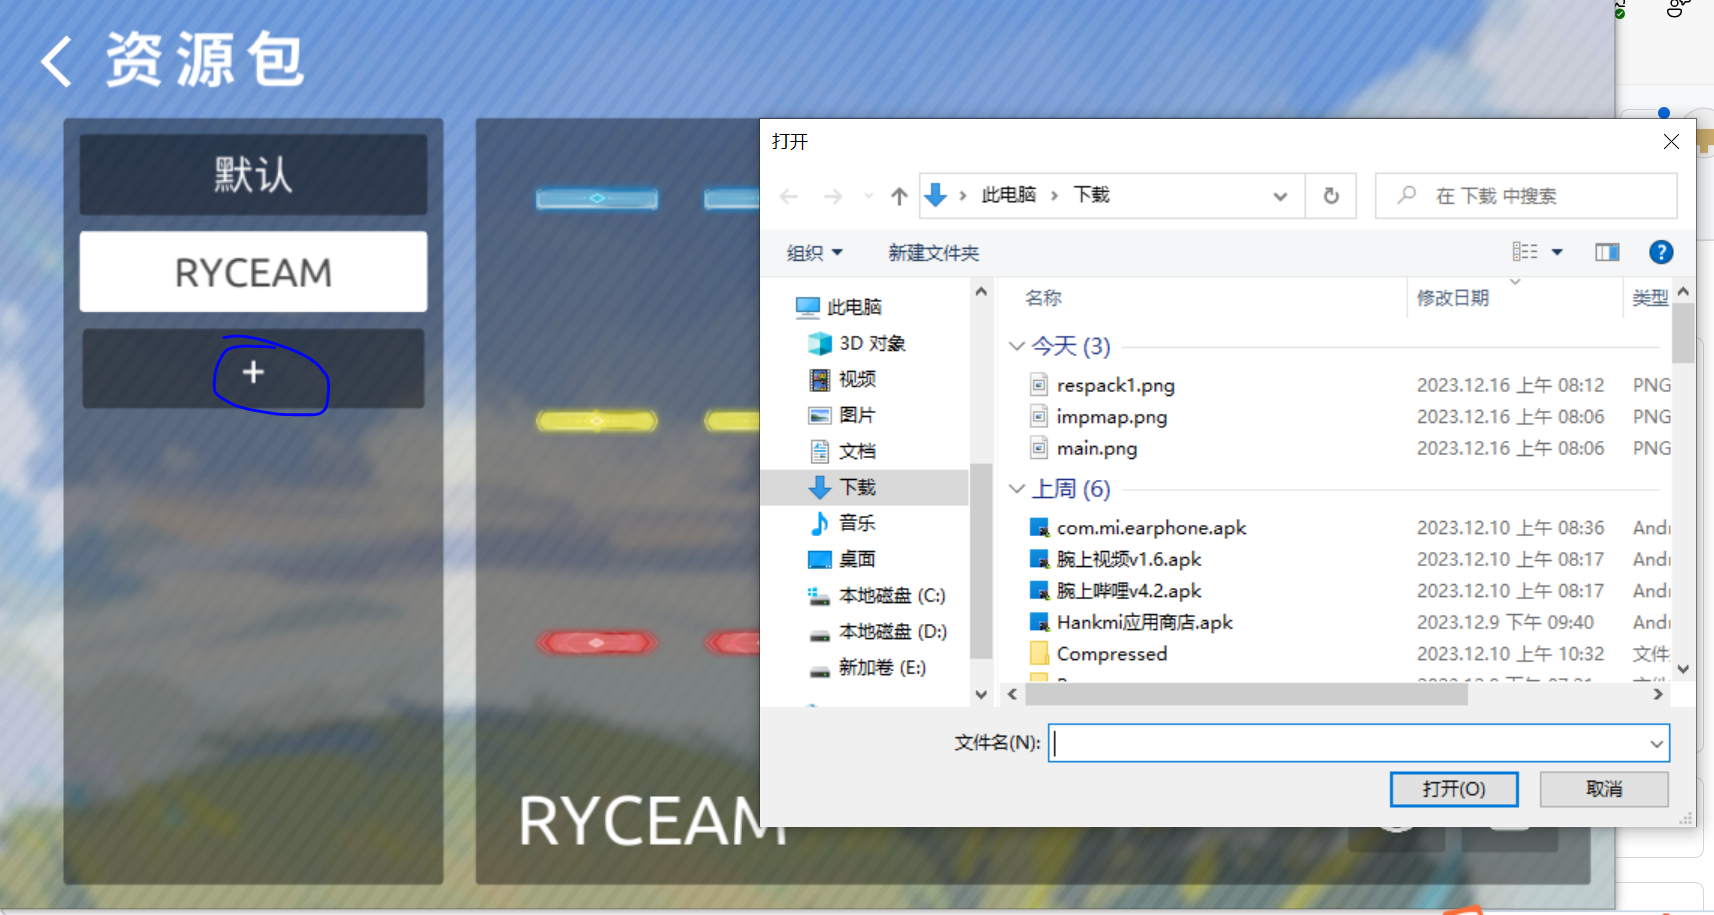 资源包
默认
RYCEAM
+
RYCEAM
打开
此电脑 > 下载
在 下载 中搜索
组织
新建文件夹
?
此电脑
3D 对象
视频
图片
文档
下载
音乐
桌面
本地磁盘 (C:)
本地磁盘 (D:)
新加卷 (E:)
名称 修改日期 类型
今天 (3)
respack1.png 2023.12.16 上午 08:12 PNG
impmap.png 2023.12.16 上午 08:06 PNG
main.png 2023.12.16 上午 08:06 PNG
上周 (6)
com.mi.earphone.apk 2023.12.10 上午 08:36 Andr
腕上视频v1.6.apk 2023.12.10 上午 08:17 Andr
腕上哔哩v4.2.apk 2023.12.10 上午 08:17 Andr
Hankmi应用商店.apk 2023.12.9 下午 09:40 Andr
Compressed 2023.12.10 上午 10:32 文件
文件名(N):
打开(O)
取消